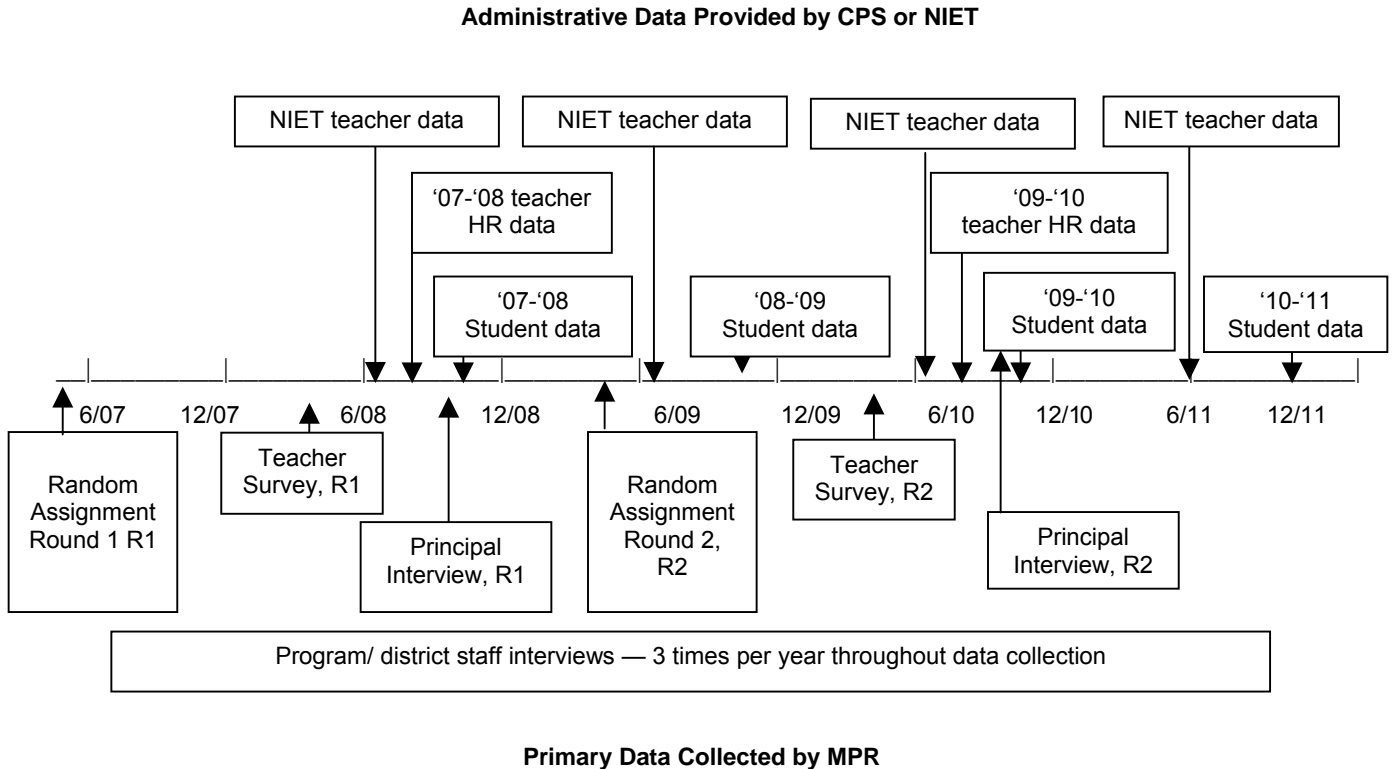 Administrative Data Provided by CPS or NIET
NIET teacher data
NIET teacher data
NIET teacher data
NIET teacher data
‘07-‘08 teacher
HR data
‘09-‘10
teacher HR data
‘07-‘08
Student data
‘08-‘09
Student data
‘09-‘10
Student data
‘10-‘11
Student data
6/07 12/07 6/08 12/08 6/09 12/09 6/10 12/10 6/11 12/11
Random
Assignment
Round 1 R1
Teacher
Survey, R1
Principal
Interview, R1
Random
Assignment
Round 2,
R2
Teacher
Survey, R2
Principal
Interview, R2
Program/ district staff interviews — 3 times per year throughout data collection
Primary Data Collected by MPR